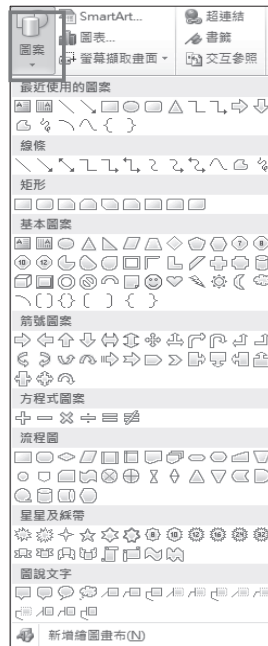 SmartArt... 超連結
圖案 圖表... 書籤
螢幕擷取畫面 交互參照
最近使用的圖案
線條
矩形
基本圖案
箭號圖案
方程式圖案
流程圖
星星及綵帶
圖說文字
新增繪圖畫布(N)